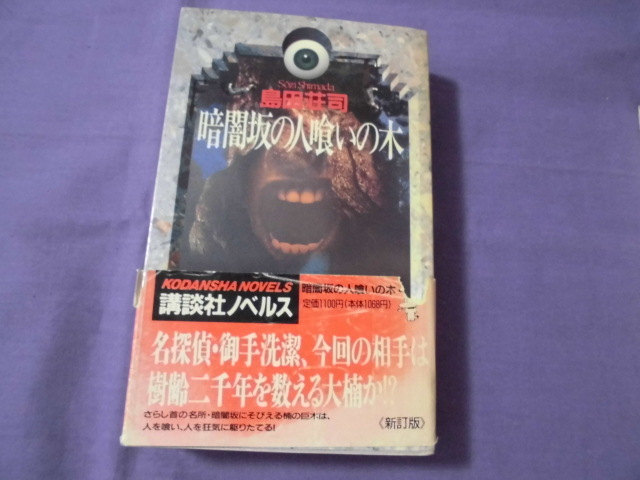 Sōji Shimada
島田荘司
暗闇坂の人喰いの木
KODANSHA NOVELS
講談社ノベルス
暗闇坂の人喰いの木
定価1100円(本体1068円)
名探偵・御手洗潔、今回の相手は
樹齢二千年を数える大楠か!?
さらし首の名所・暗闇坂にそびえる楠の巨木は、
人を喰い、人を狂気に駆りたてる!
《新訂版》